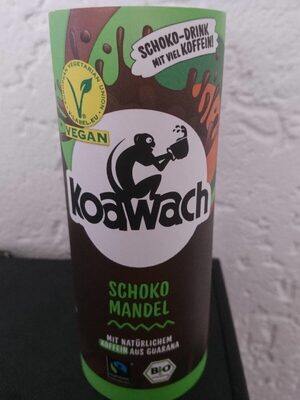 SCHOKO-DRINK
MIT VIEL KOFFEIN!
VEGAN
koawach
SCHOKO
MANDEL
MIT NATÜRLICHEM
KOFFEIN AUS GUARANA
BIO